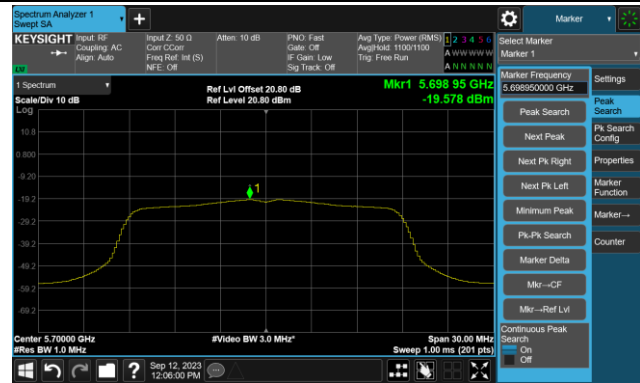 Spectrum Analyzer 1
Swept SA
+
Marker
KEYSIGHT
Input: RF
Coupling: AC
Align: Auto
Input Z: 50 Ω
Corr CCorr
Freq Ref: Int (S)
NFE: Off
Atten: 10 dB
PNO: Fast
Gate: Off
IF Gain: Low
Sig Track: Off
Avg Type: Power (RMS)
Avg|Hold: 1100/1100
Trig: Free Run
1 2 3 4 5 6
A W W W W W
A N N N N N
Select Marker
Marker 1
1 Spectrum
Scale/Div 10 dB
Log
Ref Lvl Offset 20.80 dB
Ref Level 20.80 dBm
Mkr1 5.698 95 GHz
-19.578 dBm
10.8
0.800
-9.20
-19.2
-29.2
-39.2
-49.2
-59.2
-69.2
1
Center 5.70000 GHz
#Res BW 1.0 MHz
#Video BW 3.0 MHz*
Span 30.00 MHz
Sweep 1.00 ms (201 pts)
Marker Frequency
5.698950000 GHz
Peak Search
Next Peak
Next Pk Right
Next Pk Left
Minimum Peak
Pk-Pk Search
Marker Delta
Mkr→CF
Mkr→Ref Lvl
Continuous Peak
Search
On
Off
Settings
Peak
Search
Pk Search
Config
Properties
Marker
Function
Marker→
Counter
?
Sep 12, 2023
12:06:00 PM